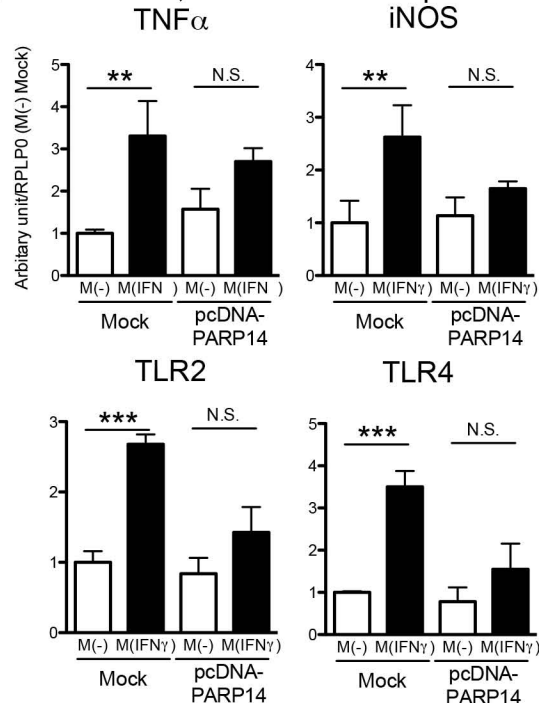 TNFα
iNOS
Arbitary unit/RPLP0 (M(-) Mock)
5
4
3
2
1
0
**
N.S.
M(-) M(IFN ) M(-) M(IFN )
Mock
pcDNA-
PARP14
4
3
2
1
0
**
N.S.
M(-) M(IFNγ) M(-) M(IFNγ)
Mock
pcDNA-
PARP14
TLR2
TLR4
3
2
1
0
***
N.S.
M(-) M(IFNγ) M(-) M(IFNγ)
Mock
pcDNA-
PARP14
5
4
3
2
1
0
***
N.S.
M(-) M(IFNγ) M(-) M(IFNγ)
Mock
pcDNA-
PARP14